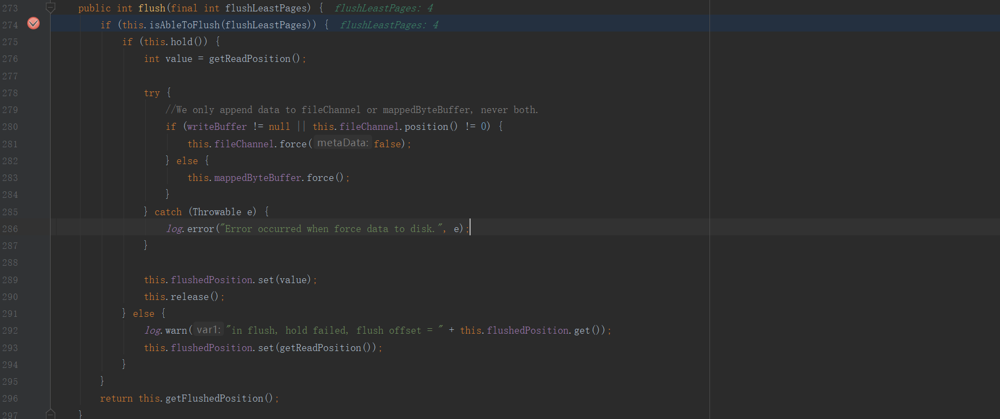 273 public int flush(final int flushLeastPages) { flushLeastPages: 4
274 if (this.isAbleToFlush(flushLeastPages)) { flushLeastPages: 4
275 if (this.hold()) {
276 int value = getReadPosition();
277
278 try {
279 //We only append data to fileChannel or mappedByteBuffer, never both.
280 if (writeBuffer != null || this.fileChannel.position() != 0) {
281 this.fileChannel.force( metaData: false);
282 } else {
283 this.mappedByteBuffer.force();
284 }
285 } catch (Throwable e) {
286 log.error("Error occurred when force data to disk.", e);
287 }
288
289 this.flushedPosition.set(value);
290 this.release();
291 } else {
292 log.warn( var1: "in flush, hold failed, flush offset = " + this.flushedPosition.get());
293 this.flushedPosition.set(getReadPosition());
294 }
295 }
296 return this.getFlushedPosition();
297 }